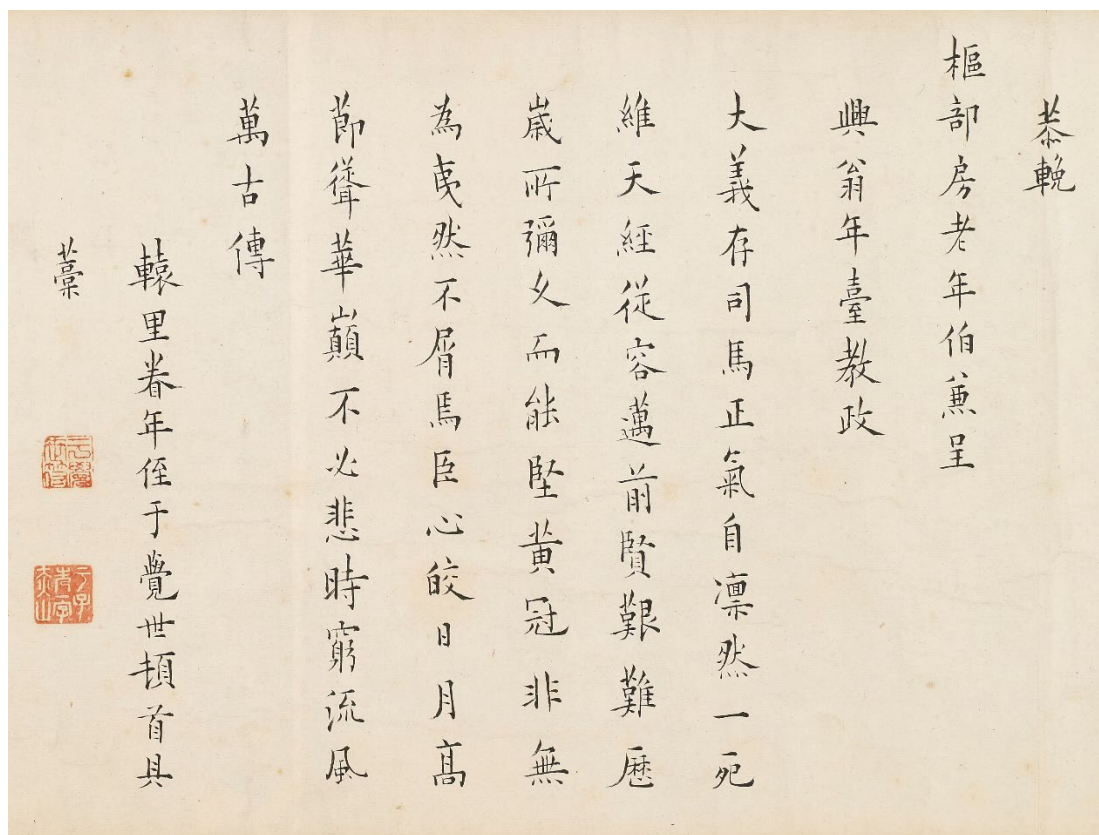 恭輓
樞部房老年伯兼呈
興翁年臺教政
大義存司馬正氣自凜然一死
維天經從容邁前賢艱難歷
歲所彌久而能堅黃冠非無
為夷然不屑焉臣心皎日月高
節聳華巔不必悲時窮流風
萬古傳
轅里眷年侄于覺世頓首具
藁